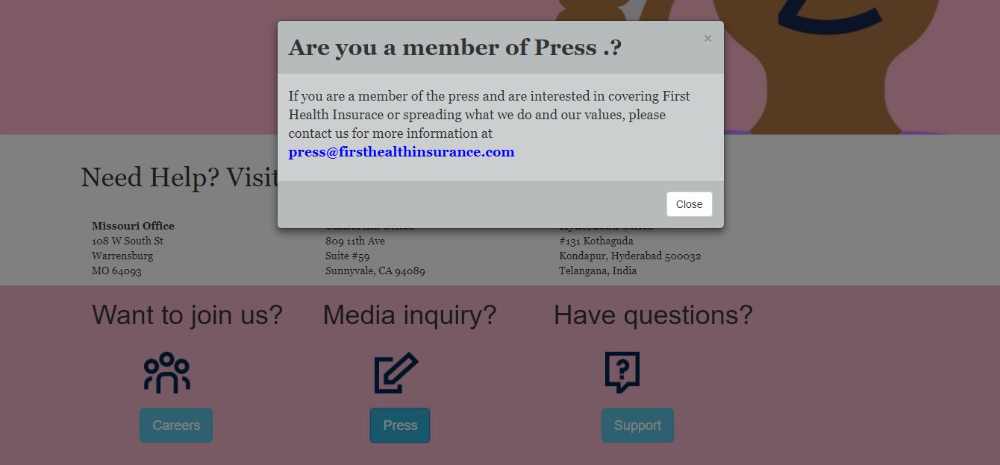 Are you a member of Press .?
×
If you are a member of the press and are interested in covering First
Health Insurace or spreading what we do and our values, please
contact us for more information at
press@firsthealthinsurance.com
Close
Need Help? Visit
Missouri Office
108 W South St
Warrensburg
MO 64093
California Office
809 11th Ave
Suite #59
Sunnyvale, CA 94089
Hyderabad Office
#131 Kothaguda
Kondapur, Hyderabad 500032
Telangana, India
Want to join us?
Media inquiry?
Have questions?
Careers
Press
Support